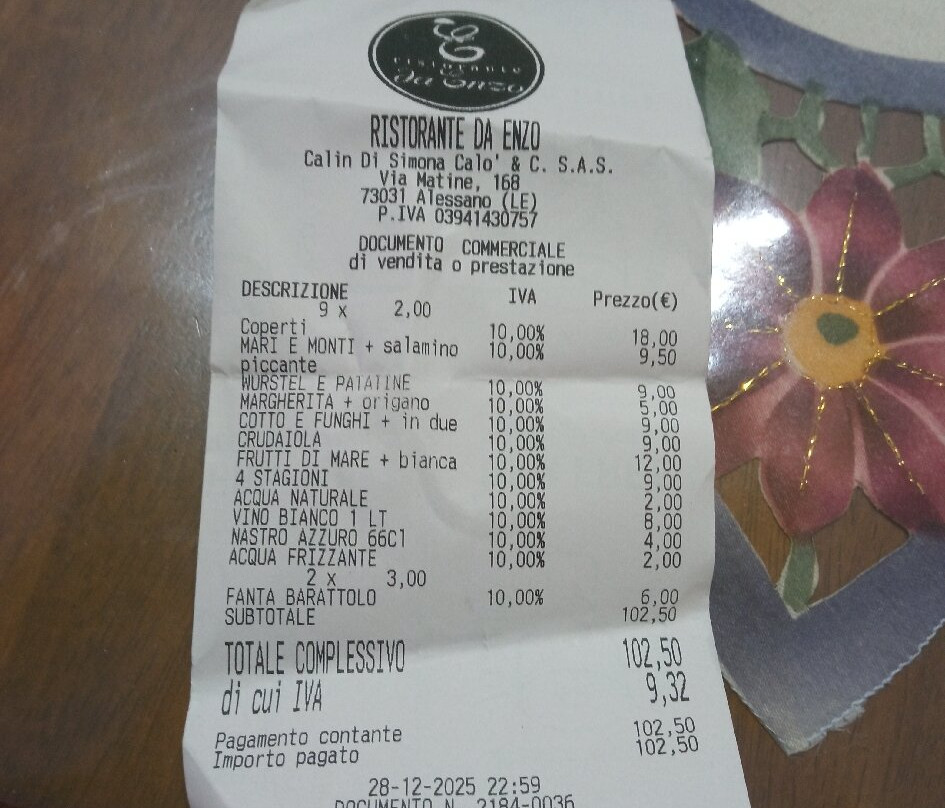 ristorante
da Enzo
RISTORANTE DA ENZO
Calin Di Simona Calo' & C. S.A.S.
Via Matine, 168
73031 Alessano (LE)
P.IVA 03941430757
DOCUMENTO COMMERCIALE
di vendita o prestazione
DESCRIZIONE IVA Prezzo(€)
9 x 2,00
Coperti 10,00% 18,00
MARI E MONTI + salamino 10,00% 9,50
piccante
WURSTEL E PATATINE 10,00% 9,00
MARGHERITA + origano 10,00% 5,00
COTTO E FUNGHI + in due 10,00% 9,00
CRUDAIOLA 10,00% 9,00
FRUTTI DI MARE + bianca 10,00% 12,00
4 STAGIONI 10,00% 9,00
ACQUA NATURALE 10,00% 2,00
VINO BIANCO 1 LT 10,00% 8,00
NASTRO AZZURO 66Cl 10,00% 4,00
ACQUA FRIZZANTE 10,00% 2,00
2 x 3,00
FANTA BARATTOLO 10,00% 6,00
SUBTOTALE 102,50
TOTALE COMPLESSIVO 102,50
di cui IVA 9,32
Pagamento contante 102,50
Importo pagato 102,50
28-12-2025 22:59
DOCUMENTO N. 2184-0036